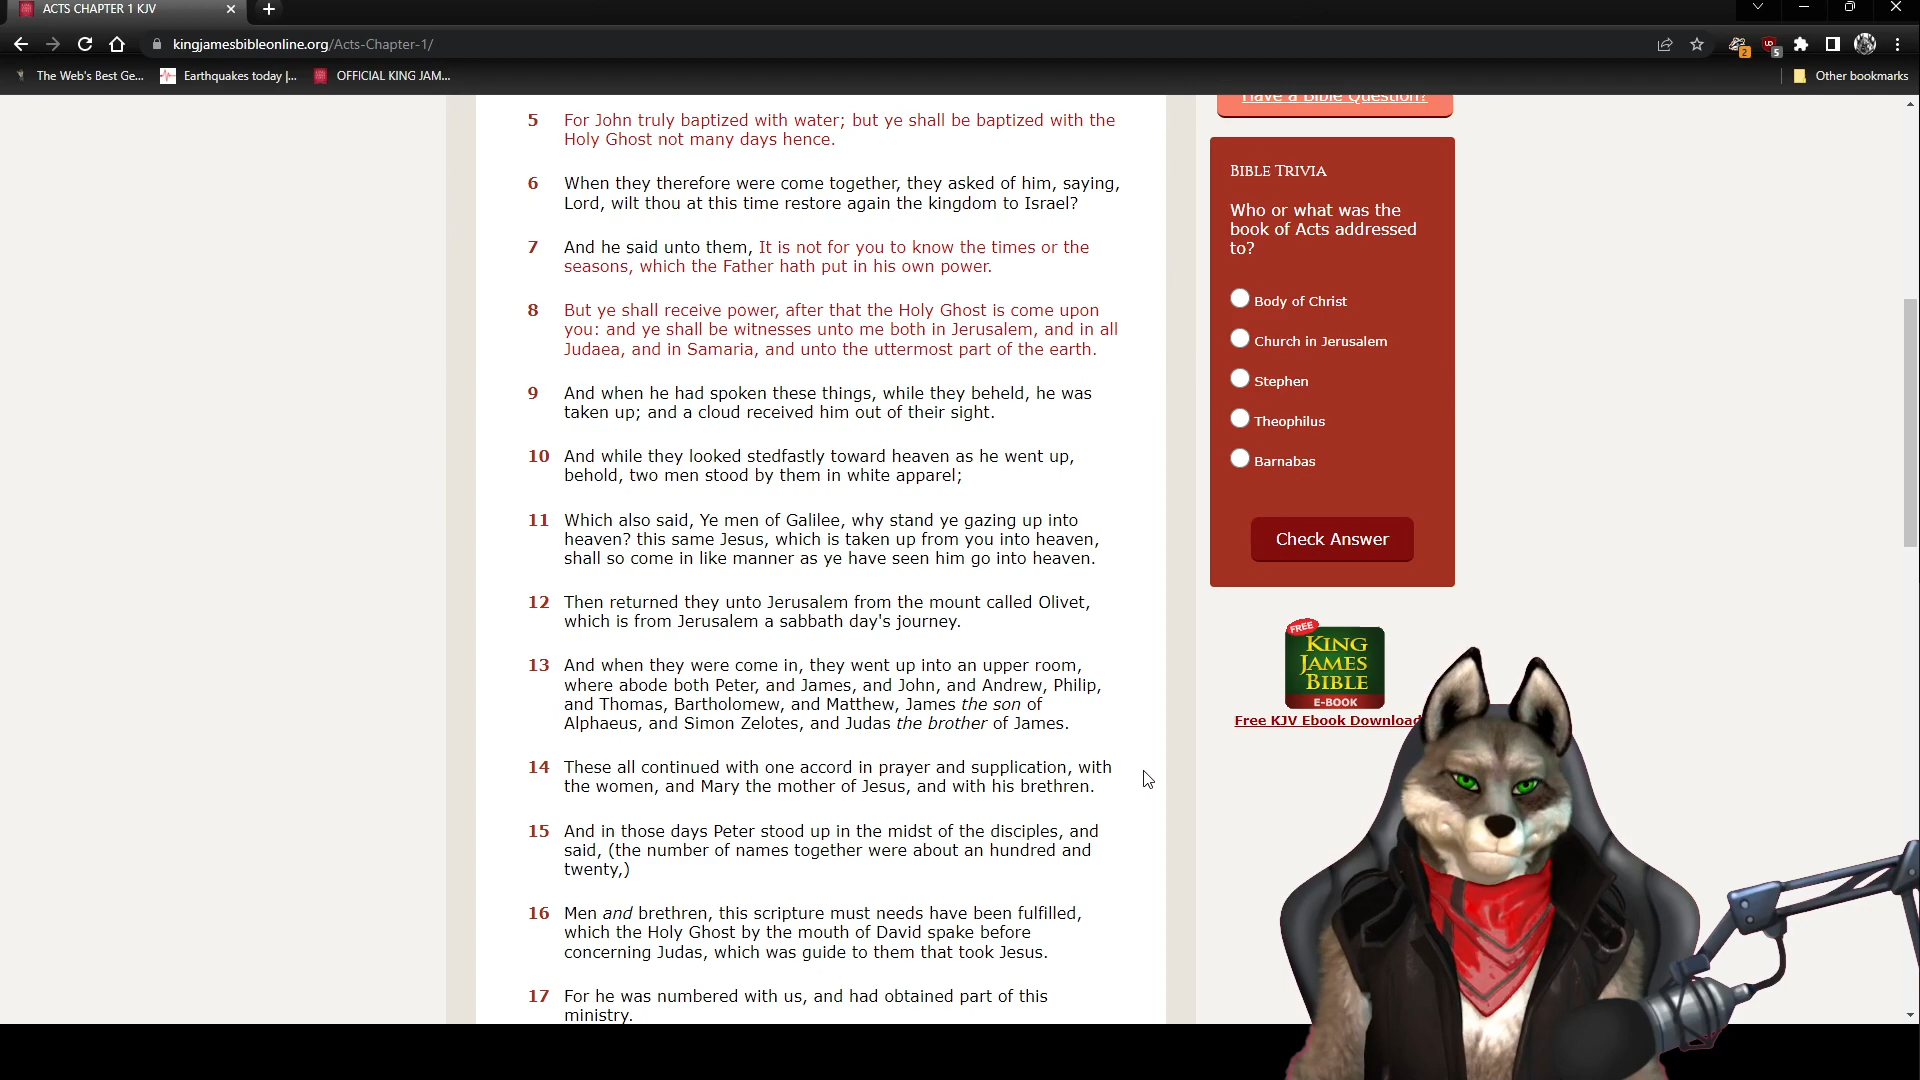 ACTS CHAPTER 1 KJV
kingjamesbibleonline.org/Acts-Chapter-1/
2
5
The Web's Best Ge...
Earthquakes today |...
OFFICIAL KING JAM...
Other bookmarks
5 For John truly baptized with water; but ye shall be baptized with the
Holy Ghost not many days hence.
6 When they therefore were come together, they asked of him, saying,
Lord, wilt thou at this time restore again the kingdom to Israel?
7 And he said unto them, It is not for you to know the times or the
seasons, which the Father hath put in his own power.
8 But ye shall receive power, after that the Holy Ghost is come upon
you: and ye shall be witnesses unto me both in Jerusalem, and in all
Judaea, and in Samaria, and unto the uttermost part of the earth.
9 And when he had spoken these things, while they beheld, he was
taken up; and a cloud received him out of their sight.
10 And while they looked stedfastly toward heaven as he went up,
behold, two men stood by them in white apparel;
11 Which also said, Ye men of Galilee, why stand ye gazing up into
heaven? this same Jesus, which is taken up from you into heaven,
shall so come in like manner as ye have seen him go into heaven.
12 Then returned they unto Jerusalem from the mount called Olivet,
which is from Jerusalem a sabbath day's journey.
13 And when they were come in, they went up into an upper room,
where abode both Peter, and James, and John, and Andrew, Philip,
and Thomas, Bartholomew, and Matthew, James the son of
Alphaeus, and Simon Zelotes, and Judas the brother of James.
14 These all continued with one accord in prayer and supplication, with
the women, and Mary the mother of Jesus, and with his brethren.
15 And in those days Peter stood up in the midst of the disciples, and
said, (the number of names together were about an hundred and
twenty,)
16 Men and brethren, this scripture must needs have been fulfilled,
which the Holy Ghost by the mouth of David spake before
concerning Judas, which was guide to them that took Jesus.
17 For he was numbered with us, and had obtained part of this
ministry.
Have a Bible Question?
BIBLE TRIVIA
Who or what was the
book of Acts addressed
to?
Body of Christ
Church in Jerusalem
Stephen
Theophilus
Barnabas
Check Answer
FREE
KING
JAMES
BIBLE
E-BOOK
Free KJV Ebook Download